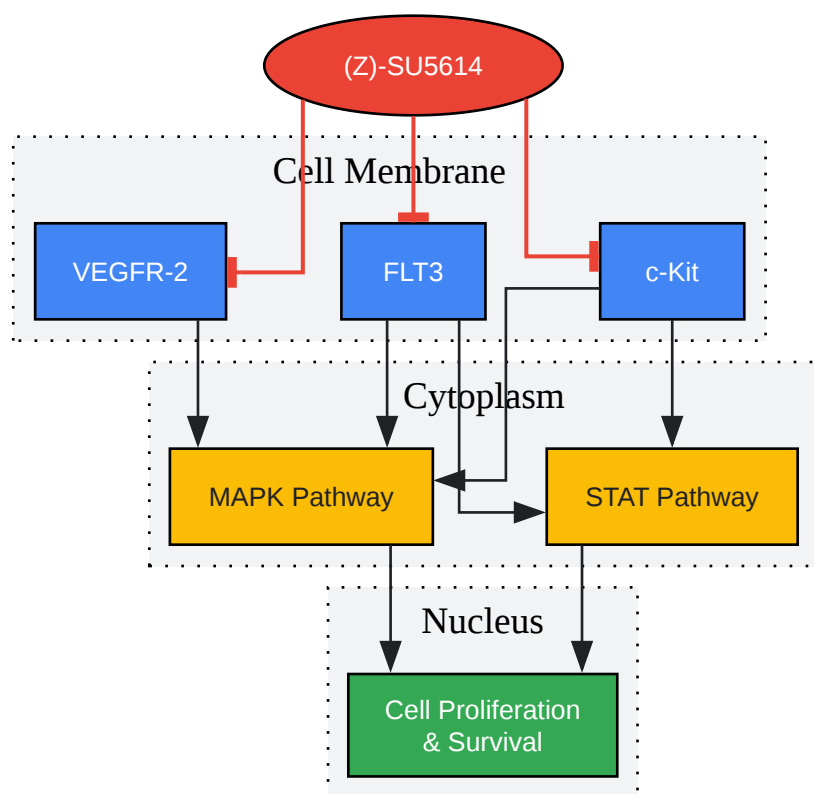 (Z)-SU5614
Cell Membrane
VEGFR-2
FLT3
c-Kit
Cytoplasm
MAPK Pathway
STAT Pathway
Nucleus
Cell Proliferation
& Survival